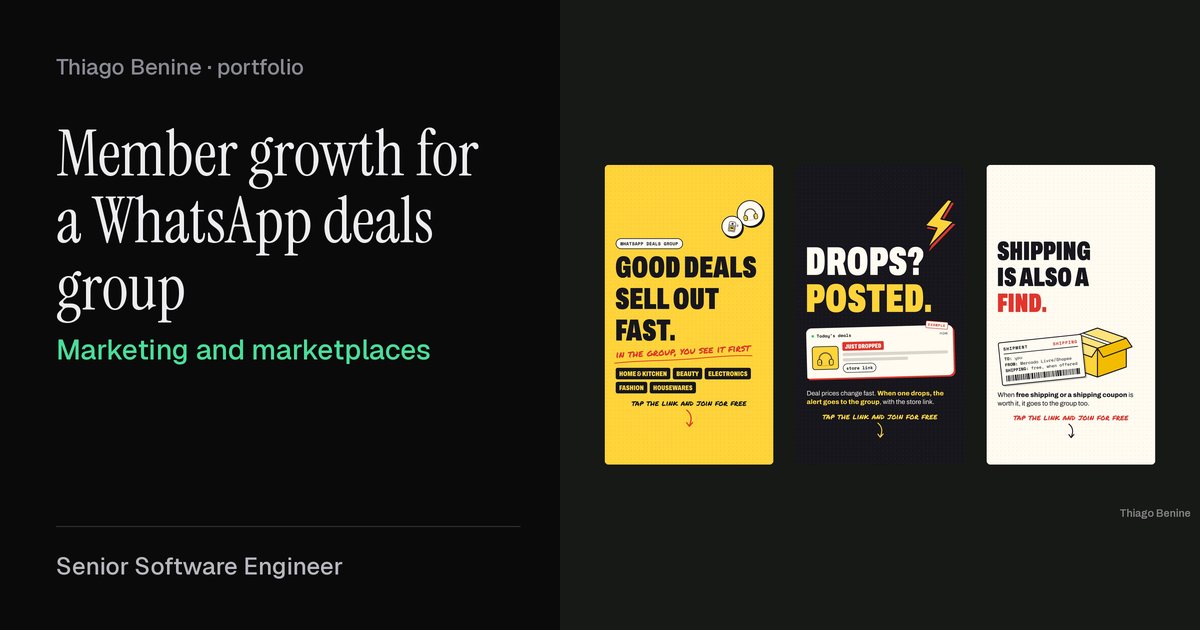 Thiago Benine · portfolio
Member growth for
a WhatsApp deals
group
Marketing and marketplaces
Senior Software Engineer
WHATSAPP DEALS GROUP
GOOD DEALS
SELL OUT
FAST.
IN THE GROUP, YOU SEE IT FIRST
HOME & KITCHEN BEAUTY ELECTRONICS
FASHION HOUSEWARES
TAP THE LINK AND JOIN FOR FREE
DROPS?
POSTED.
EXAMPLE
Today's deals
now
JUST DROPPED
store link
Deal prices change fast. When one drops, the
alert goes to the group, with the store link.
TAP THE LINK AND JOIN FOR FREE
SHIPPING
IS ALSO A
FIND.
SHIPMENT SHIPPING
TO: you
FROM: Mercado Livre/Shopee
SHIPPING: free, when offered
When free shipping or a shipping coupon is
worth it, it goes to the group too.
TAP THE LINK AND JOIN FOR FREE
Thiago Benine